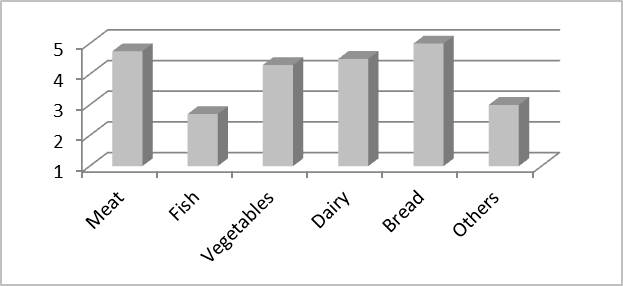 5
4
3
2
1
Meat
Fish
Vegetables
Dairy
Bread
Others